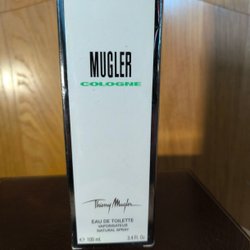 MUGLER
COLOGNE
Thierry Mugler
EAU DE TOILETTE
VAPORISATEUR
NATURAL SPRAY
e 100 ml 3.4 fl Oz